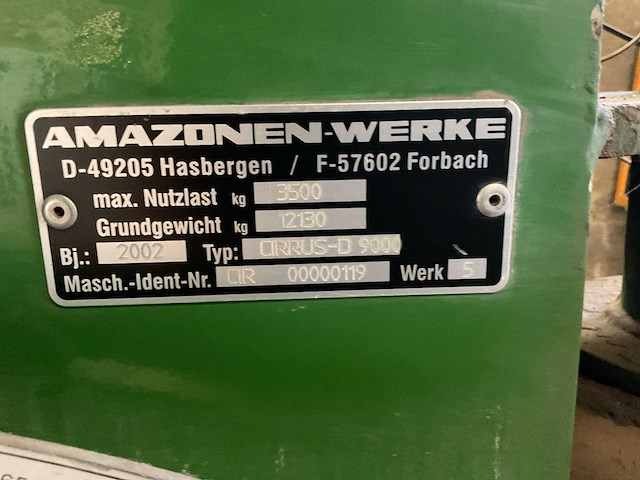 AMAZONEN-WERKE
D-49205 Hasbergen / F-57602 Forbach
max. Nutzlast kg 3500
Grundgewicht kg 12130
Bj.: 2002 Typ: CIRRUS-D 9000
Masch.-Ident-Nr. CIR 00000119 Werk 5